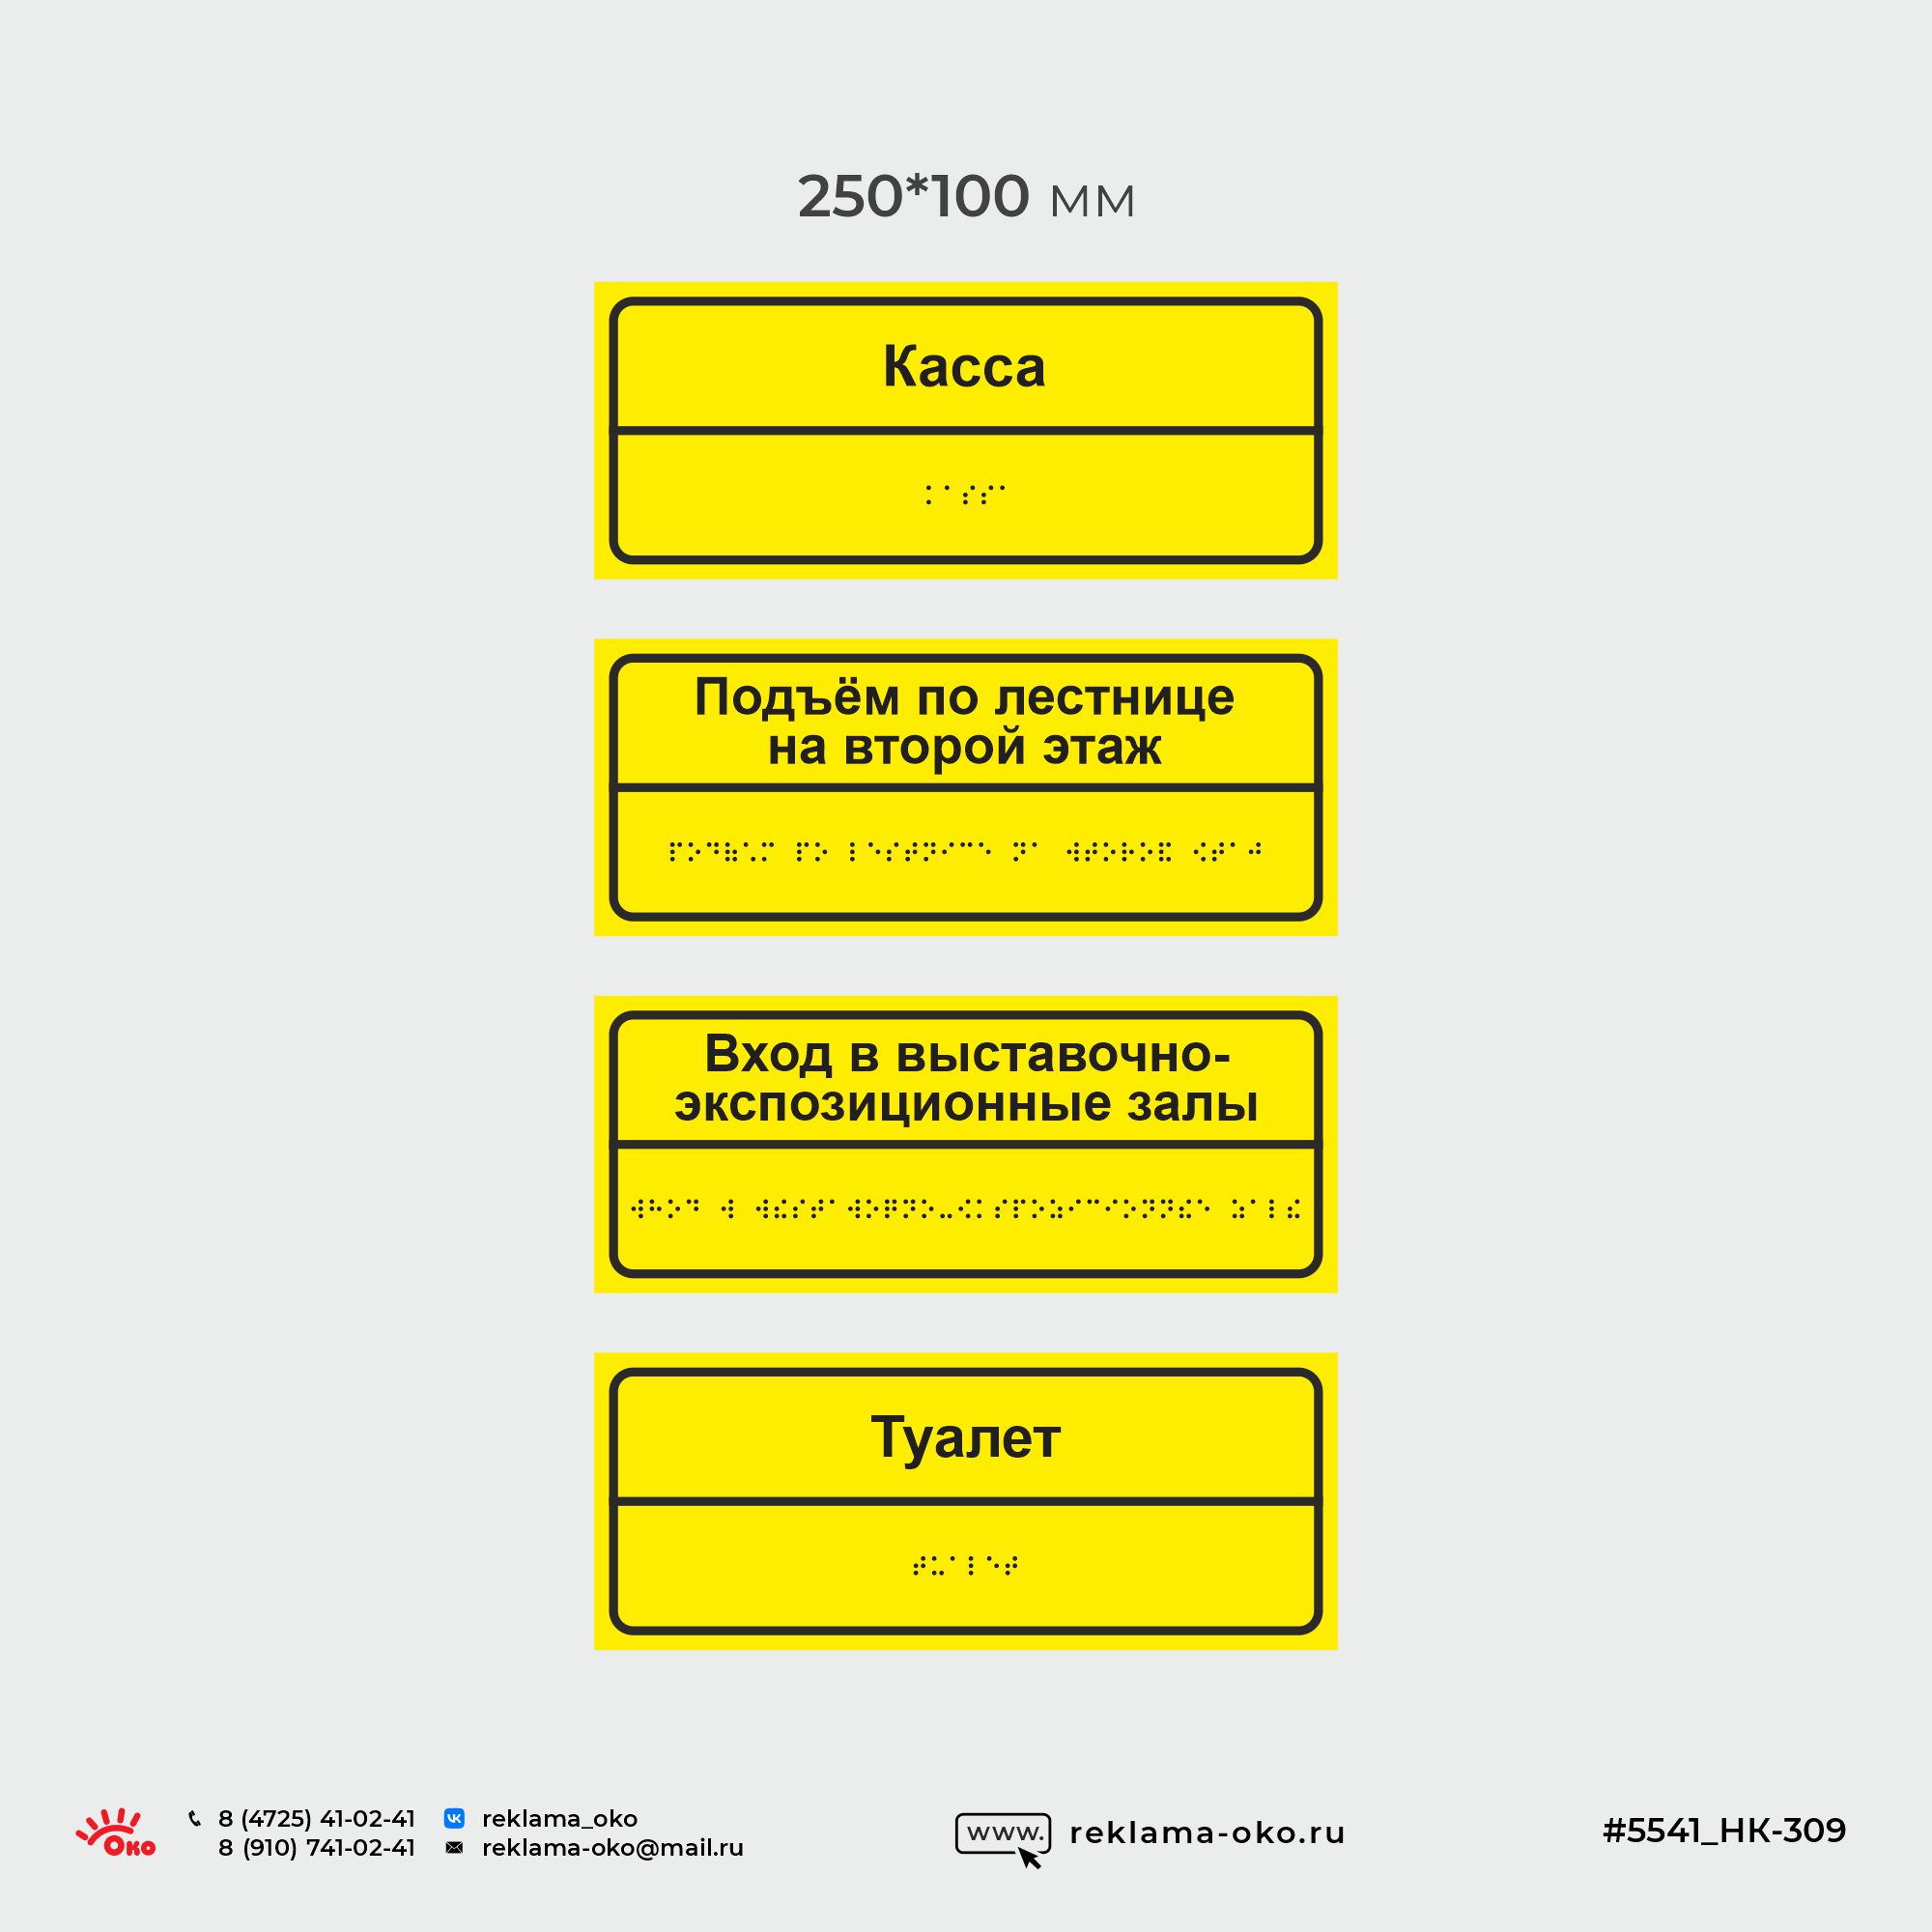 250*100 мм
Касса
⠅⠁⠎⠎⠁
Подъём по лестнице
на второй этаж
⠏⠕⠙⠷⠡⠍ ⠏⠕ ⠇⠑⠎⠞⠝⠊⠉⠑ ⠝⠁ ⠺⠞⠕⠗⠕⠯ ⠪⠞⠁⠚
Вход в выставочно-
экспозиционные залы
⠺⠓⠕⠙ ⠺ ⠺⠮⠎⠞⠁⠺⠕⠟⠝⠕⠤⠪⠅⠎⠏⠕⠵⠊⠉⠊⠕⠝⠝⠮⠑ ⠵⠁⠇⠮
Туалет
⠞⠥⠁⠇⠑⠞
Око
8 (4725) 41-02-41
8 (910) 741-02-41
reklama_oko
reklama-oko@mail.ru
www.
reklama-oko.ru
#5541_НК-309